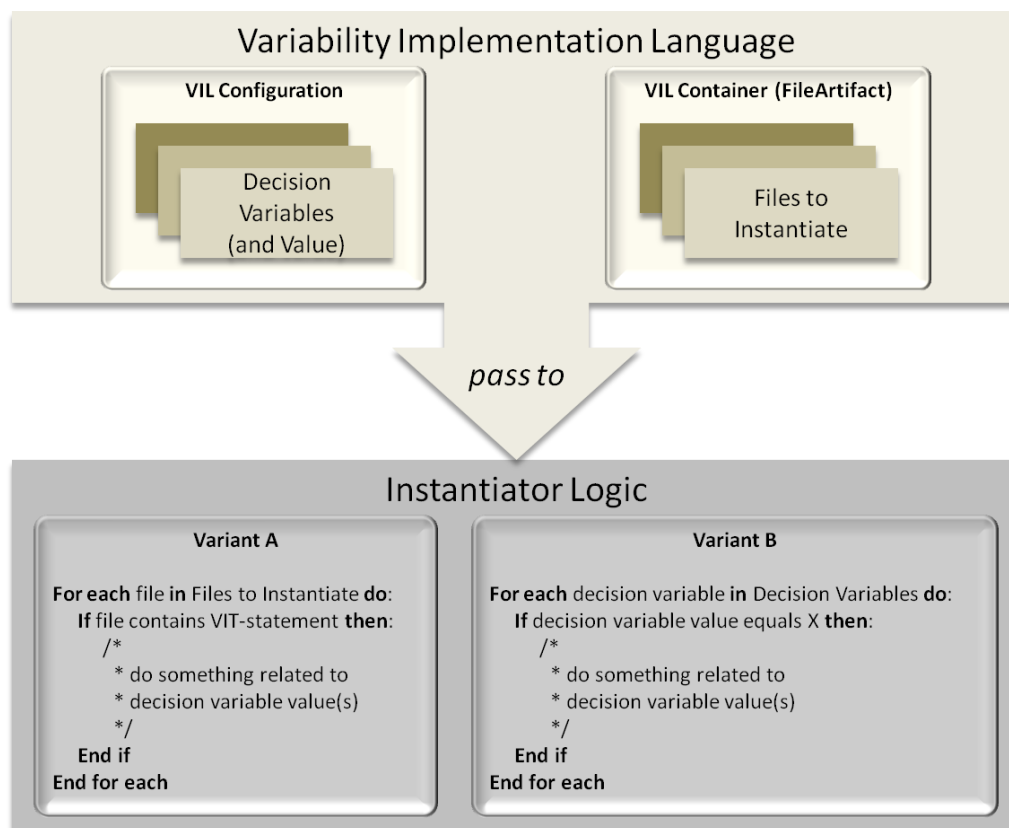 Variability Implementation Language
VIL Configuration
Decision
Variables
(and Value)
VIL Container (FileArtifact)
Files to
Instantiate
pass to
Instantiator Logic
Variant A
For each file in Files to Instantiate do:
If file contains VIT-statement then:
/*
* do something related to
* decision variable value(s)
*/
End if
End for each
Variant B
For each decision variable in Decision Variables do:
If decision variable value equals X then:
/*
* do something related to
* decision variable value(s)
*/
End if
End for each